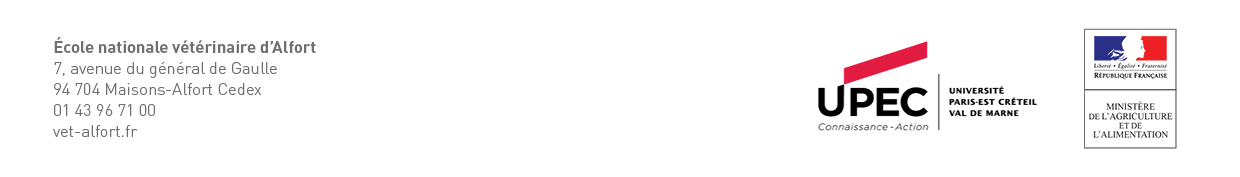 École nationale vétérinaire d'Alfort
7, avenue du général de Gaulle
94 704 Maisons-Alfort Cedex
01 43 96 71 00
vet-alfort.fr
UPEC
Connaissance - Action
UNIVERSITÉ
PARIS-EST CRÉTEIL
VAL DE MARNE
Liberté • Égalité • Fraternité
RÉPUBLIQUE FRANÇAISE
MINISTÈRE
DE L'AGRICULTURE
ET DE
L'ALIMENTATION